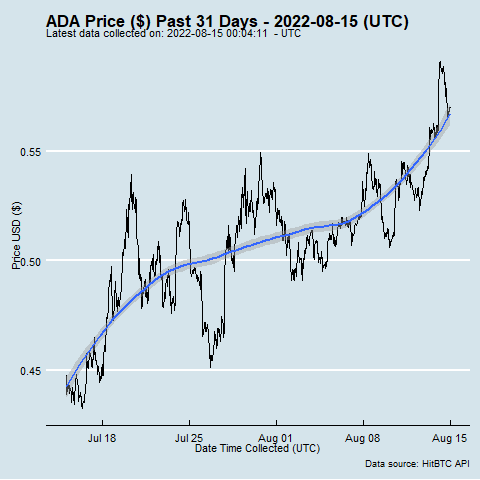 ADA Price ($) Past 31 Days - 2022-08-15 (UTC)
Latest data collected on: 2022-08-15 00:04:11 - UTC
0.55
0.50
0.45
Price USD ($)
Jul 18
Jul 25
Aug 01
Aug 08
Aug 15
Date Time Collected (UTC)
Data source: HitBTC API